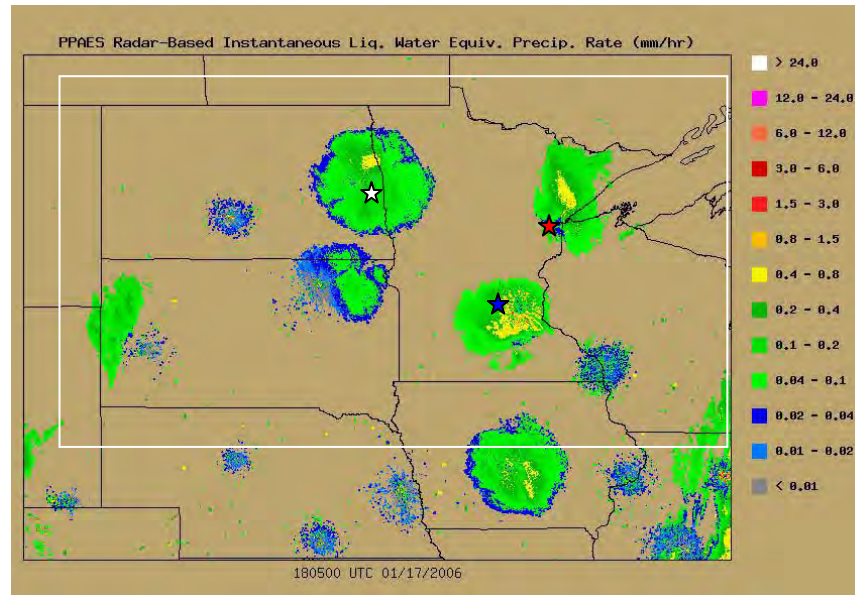 PPAES Radar-Based Instantaneous Liq. Water Equiv. Precip. Rate (mm/hr)
> 24.0
12.0 - 24.0
6.0 - 12.0
3.0 - 6.0
1.5 - 3.0
0.8 - 1.5
0.4 - 0.8
0.2 - 0.4
0.1 - 0.2
0.04 - 0.1
0.02 - 0.04
0.01 - 0.02
< 0.01
180500 UTC 01/17/2006